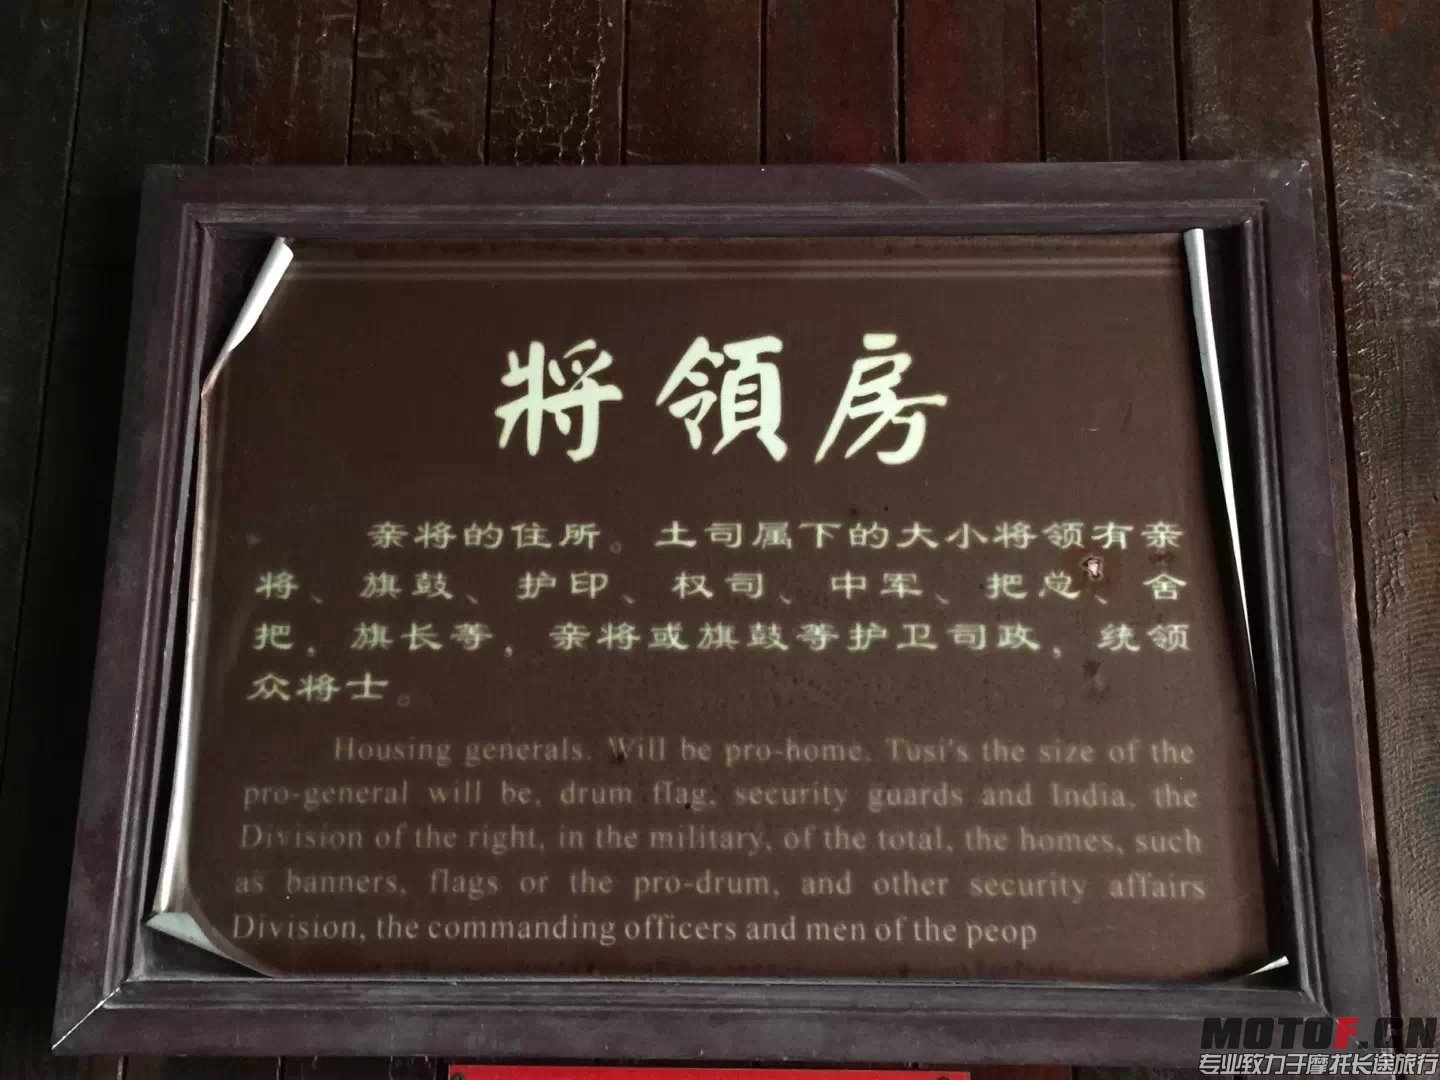 將領房
亲将的住所。土司属下的大小将领有亲
将、旗鼓、护印、权司、中军、把总、舍
把，旗长等，亲将或旗鼓等护卫司政，统领
众将士。
Housing generals. Will be pro-home. Tusi's the size of the
pro-general will be, drum flag, security guards and India, the
Division of the right, in the military, of the total, the homes, such
as banners, flags or the pro-drum, and other security affairs
Division, the commanding officers and men of the peop
MOTOF.CN
专业致力于摩托长途旅行